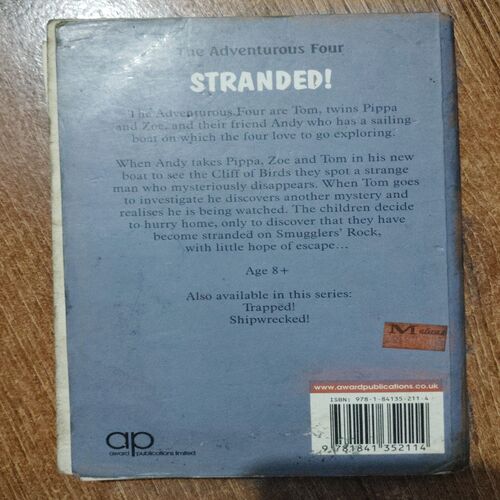 The Adventurous Four
STRANDED!
The Adventurous Four are Tom, twins Pippa
and Zoe, and their friend Andy who has a sailing-
boat on which the four love to go exploring.
When Andy takes Pippa, Zoe and Tom in his new
boat to see the Cliff of Birds they spot a strange
man who mysteriously disappears. When Tom goes
to investigate he discovers another mystery and
realises he is being watched. The children decide
to hurry home, only to discover that they have
become stranded on Smugglers' Rock,
with little hope of escape...
Age 8+
Also available in this series:
Trapped!
Shipwrecked!
www.awardpublications.co.uk
ISBN: 978-1-84135-211-4
9 781841 352114
ap
award publications limited